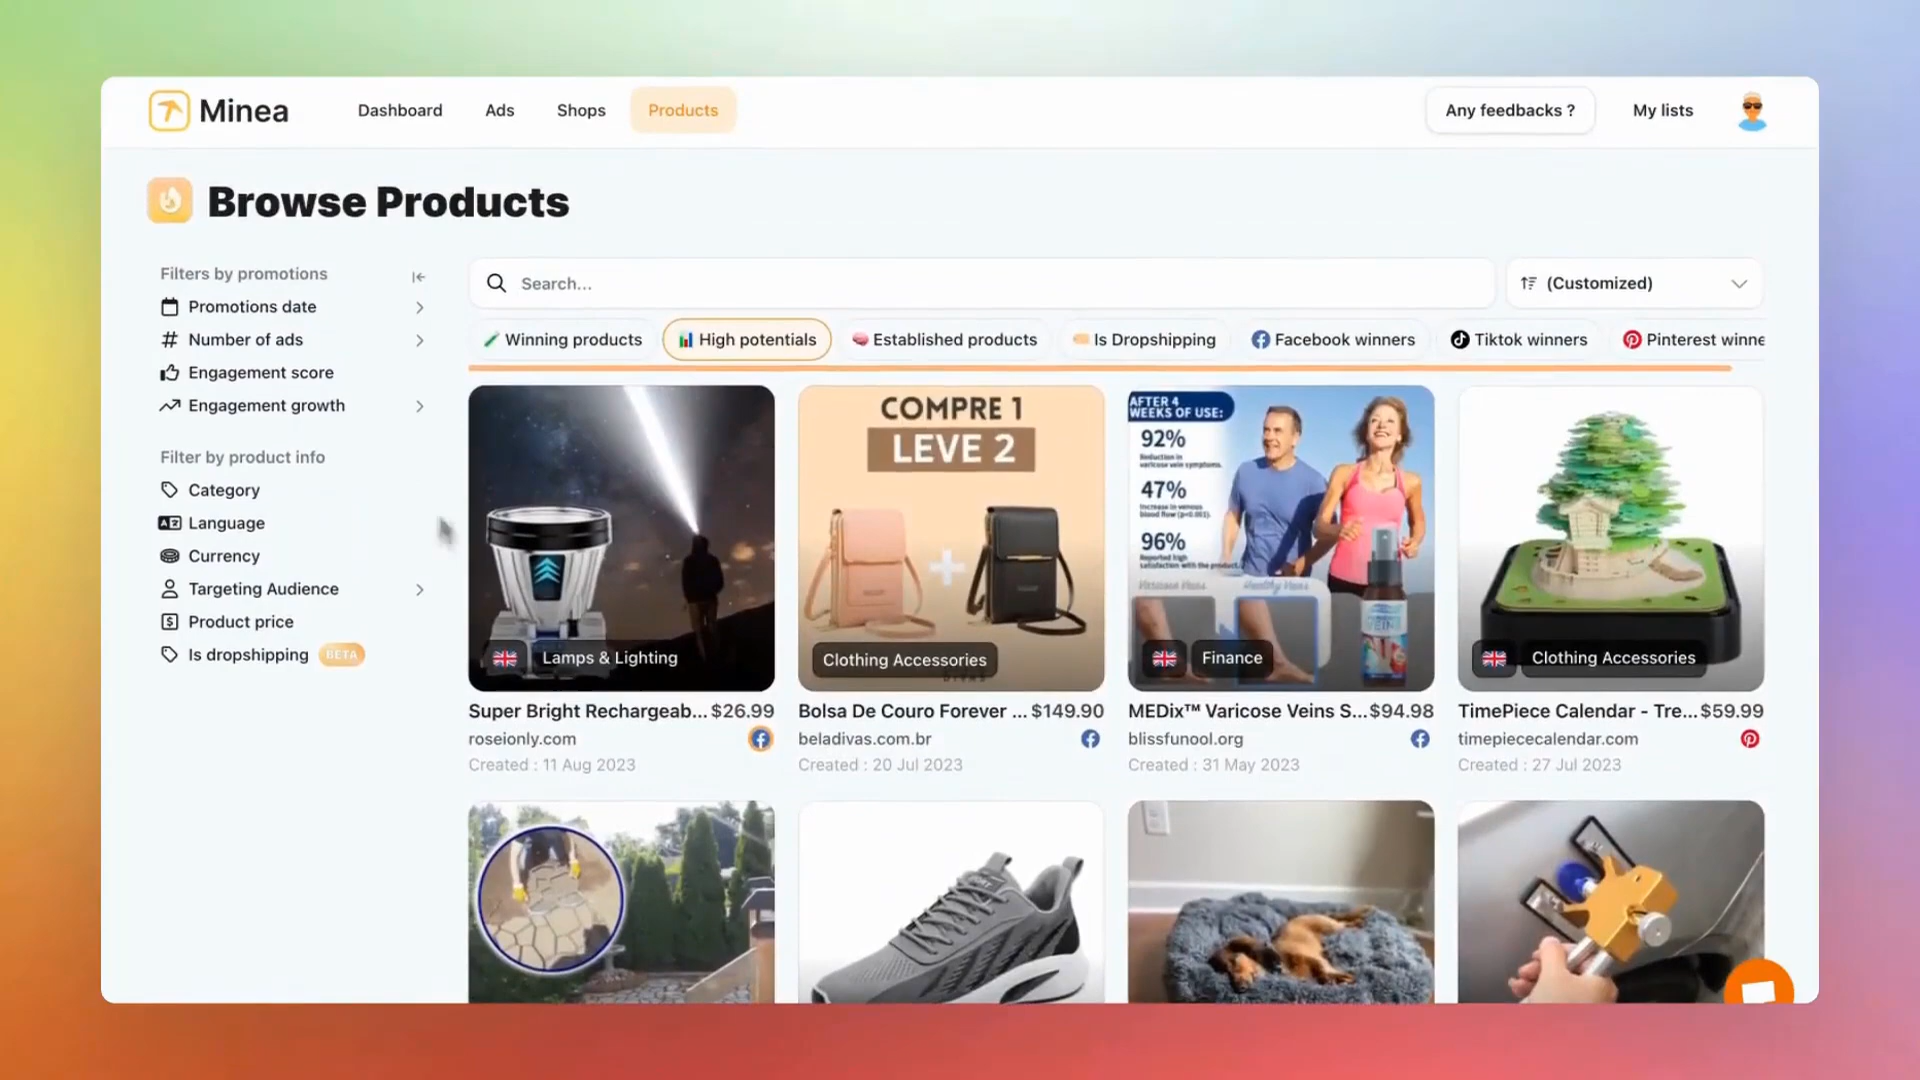 Minea
Dashboard
Ads
Shops
Products
Any feedbacks ?
My lists
Browse Products
Filters by promotions
Promotions date
Number of ads
Engagement score
Engagement growth
Filter by product info
Category
Language
Currency
Targeting Audience
Product price
Is dropshipping BETA
Search...
(Customized)
Winning products
High potentials
Established products
Is Dropshipping
Facebook winners
Tiktok winners
Pinterest winne
Lamps & Lighting
Super Bright Rechargeab... $26.99
roseionly.com
Created : 11 Aug 2023
COMPRE 1
LEVE 2
Clothing Accessories
Bolsa De Couro Forever ... $149.90
beladivas.com.br
Created : 20 Jul 2023
AFTER 4
WEEKS OF USE:
92%
Reduction in
varicose vein symptoms.
47%
Increase in venous
blood flow (p<0.001).
96%
Reported high
satisfaction with the product.
Varicose Veins
Healthy Veins
Finance
MEDix™ Varicose Veins S... $94.98
blissfunool.org
Created : 31 May 2023
Clothing Accessories
TimePiece Calendar - Tre... $59.99
timepiececalendar.com
Created : 27 Jul 2023